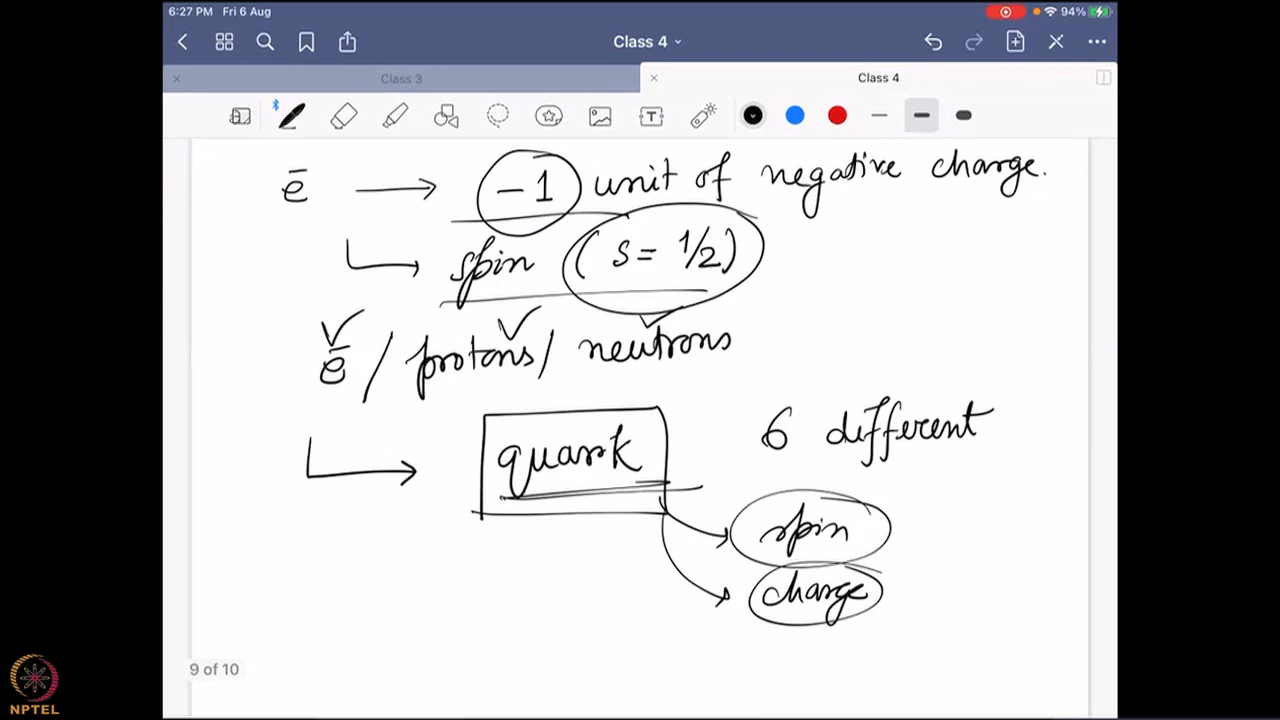 6:27 PM Fri 6 Aug 94%
Class 4
Class 3 Class 4
ē → -1 unit of negative charge.
spin (s = 1/2)
ē / protons / neutrons
quark 6 different
spin
charge
9 of 10
NPTEL